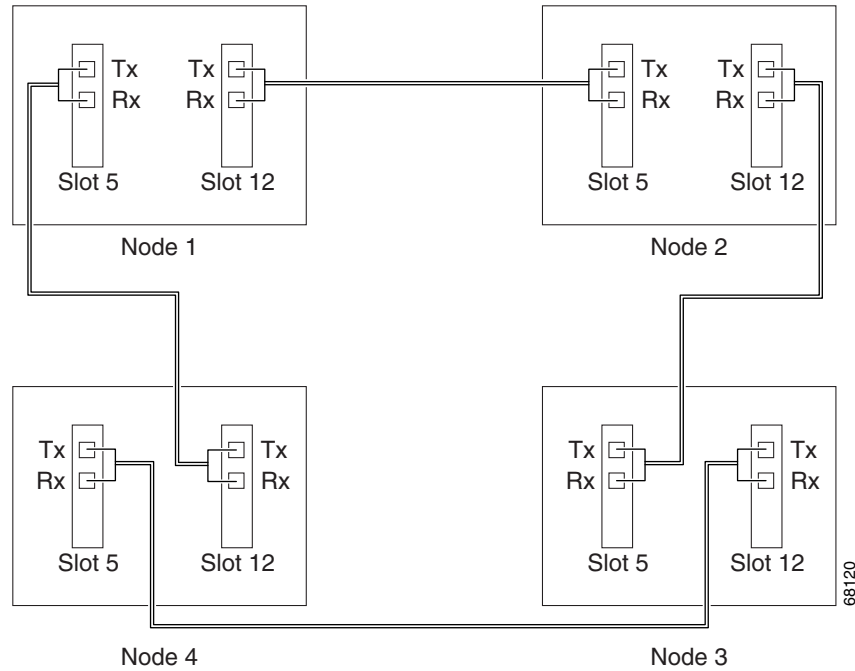 Tx Tx Tx Tx
Rx Rx Rx Rx
Slot 5 Slot 12 Slot 5 Slot 12
Node 1 Node 2
Tx Tx Tx Tx
Rx Rx Rx Rx
Slot 5 Slot 12 Slot 5 Slot 12
68120
Node 4 Node 3